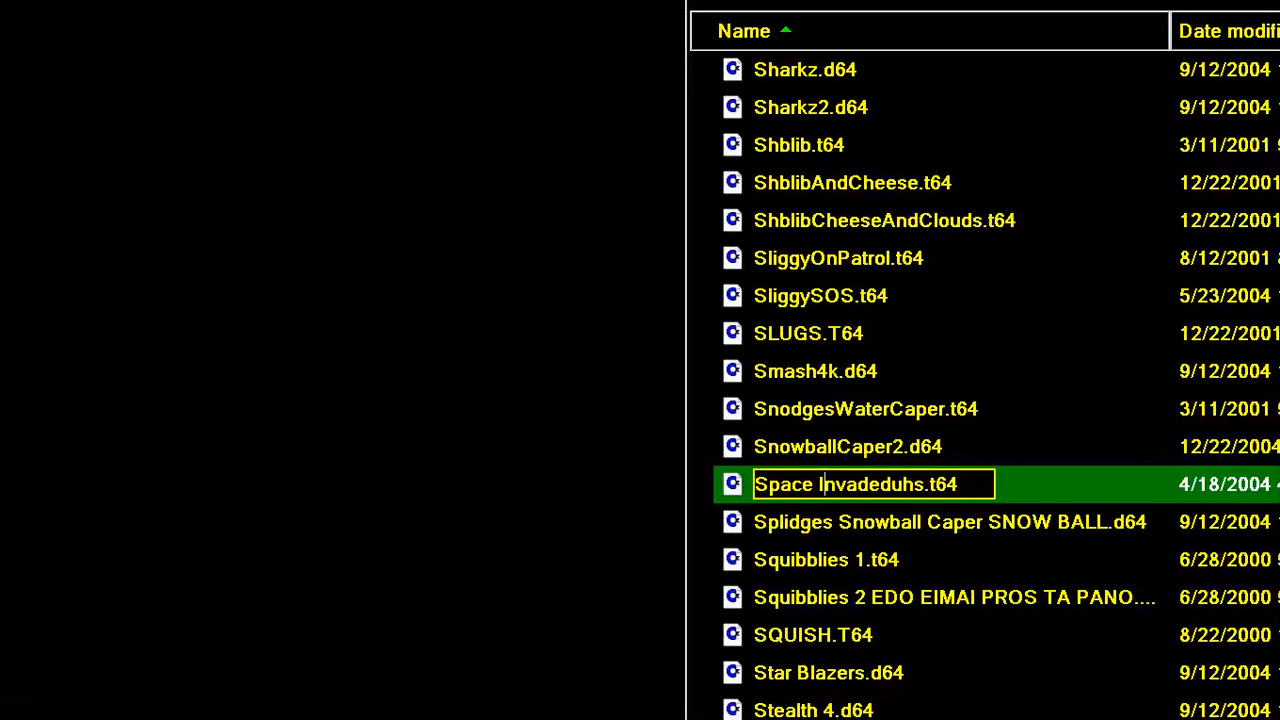 Name Date modifi
Sharkz.d64 9/12/2004
Sharkz2.d64 9/12/2004
Shblib.t64 3/11/2001
ShblibAndCheese.t64 12/22/2001
ShblibCheeseAndClouds.t64 12/22/2001
SliggyOnPatrol.t64 8/12/2001
SliggySOS.t64 5/23/2004
SLUGS.T64 12/22/2001
Smash4k.d64 9/12/2004
SnodgesWaterCaper.t64 3/11/2001
SnowballCaper2.d64 12/22/2004
Space Invadeduhs.t64 4/18/2004
Splidges Snowball Caper SNOW BALL.d64 9/12/2004
Squibblies 1.t64 6/28/2000
Squibblies 2 EDO EIMAI PROS TA PANO.... 6/28/2000
SQUISH.T64 8/22/2000
Star Blazers.d64 9/12/2004
Stealth 4.d64 9/12/2004